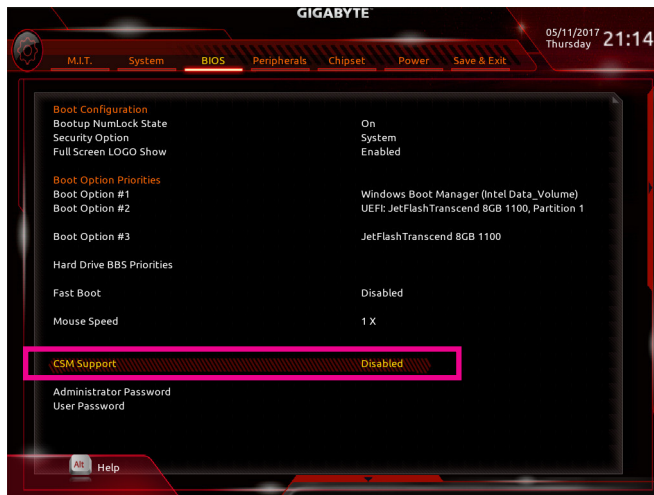 GIGABYTE™
05/11/2017 21:14
Thursday
M.I.T. System BIOS Peripherals Chipset Power Save & Exit
Boot Configuration
Bootup NumLock State On
Security Option System
Full Screen LOGO Show Enabled
Boot Option Priorities
Boot Option #1 Windows Boot Manager (Intel Data_Volume)
Boot Option #2 UEFI: JetFlashTranscend 8GB 1100, Partition 1
Boot Option #3 JetFlashTranscend 8GB 1100
Hard Drive BBS Priorities
Fast Boot Disabled
Mouse Speed 1 X
CSM Support Disabled
Administrator Password
User Password
Alt Help